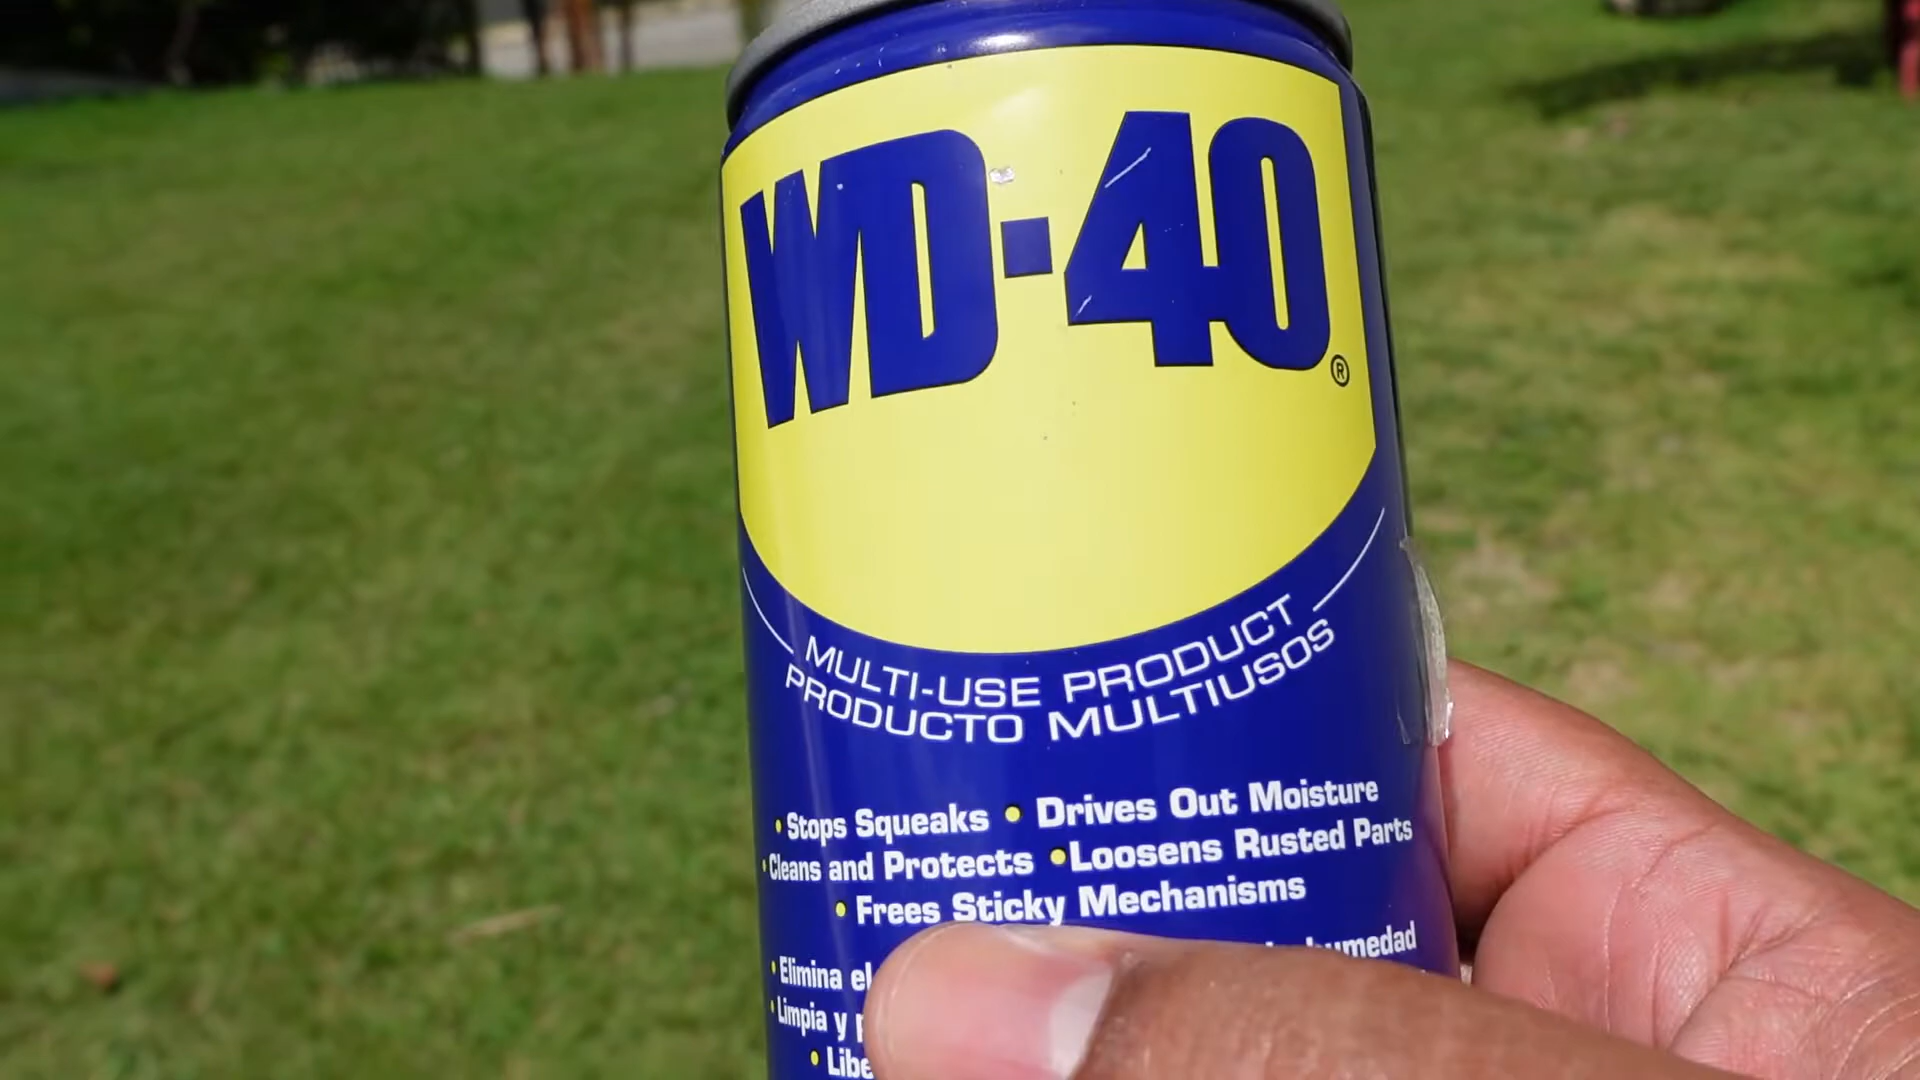 WD-40®
MULTI-USE PRODUCT
PRODUCTO MULTIUSOS
• Stops Squeaks • Drives Out Moisture
• Cleans and Protects • Loosens Rusted Parts
• Frees Sticky Mechanisms
• Elimina el humedad
• Limpia y